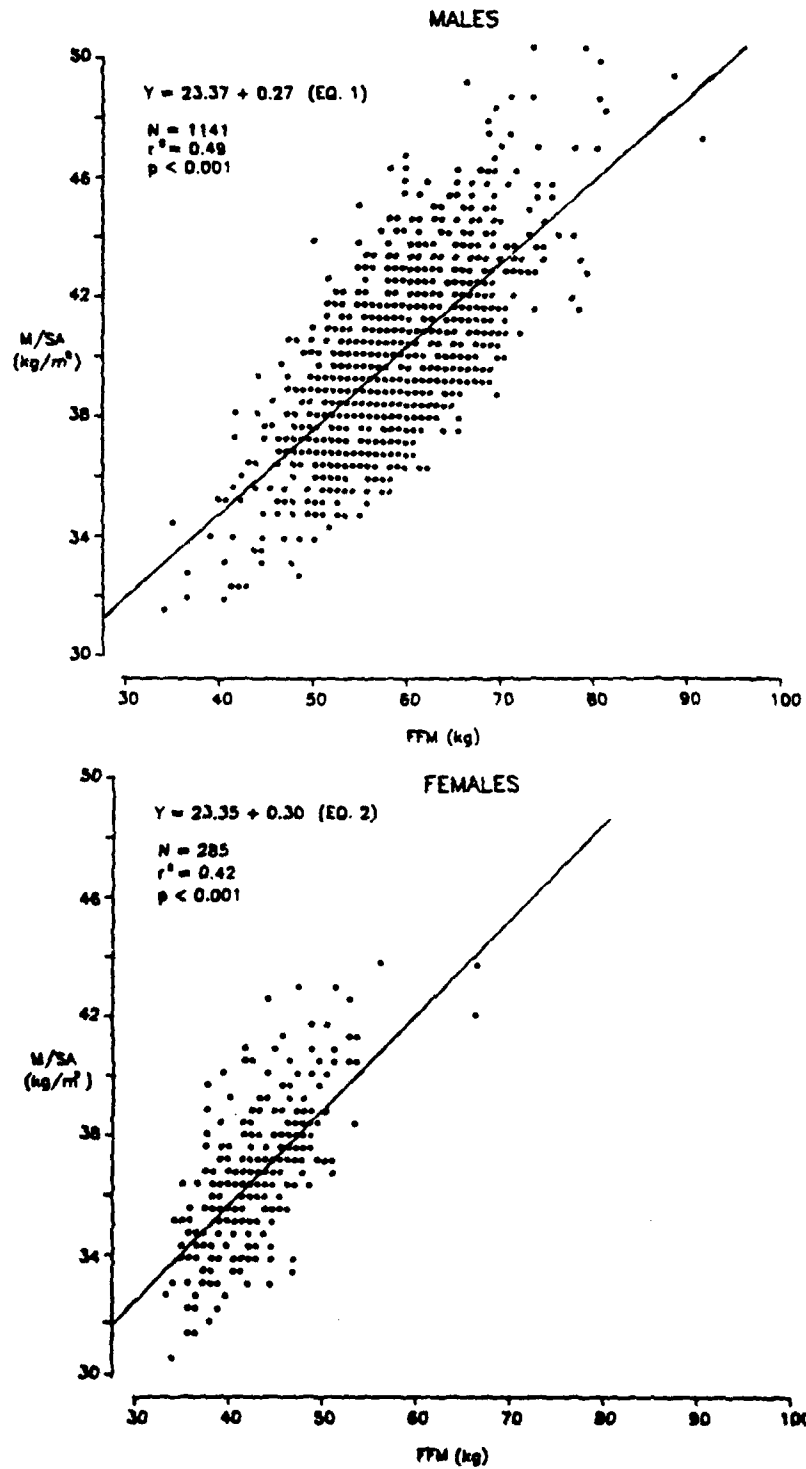 MALES
50
Y = 23.37 + 0.27 (EQ. 1)
N = 1141
r² = 0.49
p < 0.001
46
42
M/SA
(kg/m²)
38
34
30
30 40 50 60 70 80 90 100
FFM (kg)
FEMALES
50
Y = 23.35 + 0.30 (EQ. 2)
N = 285
r² = 0.42
p < 0.001
46
42
M/SA
(kg/m²)
38
34
30
30 40 50 60 70 80 90 100
FFM (kg)